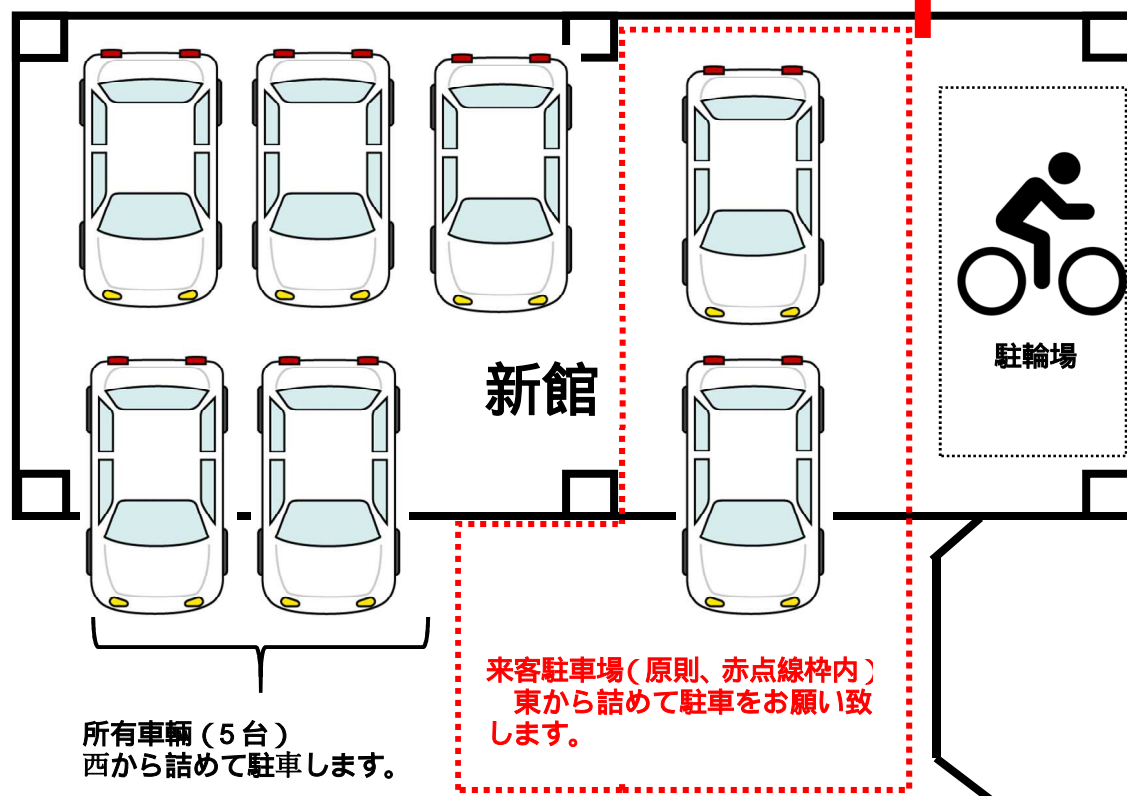 新館
駐輪場
来客駐車場(原則、赤点線枠内)
東から詰めて駐車をお願い致
します。
所有車輛(5台)
西から詰めて駐車します。